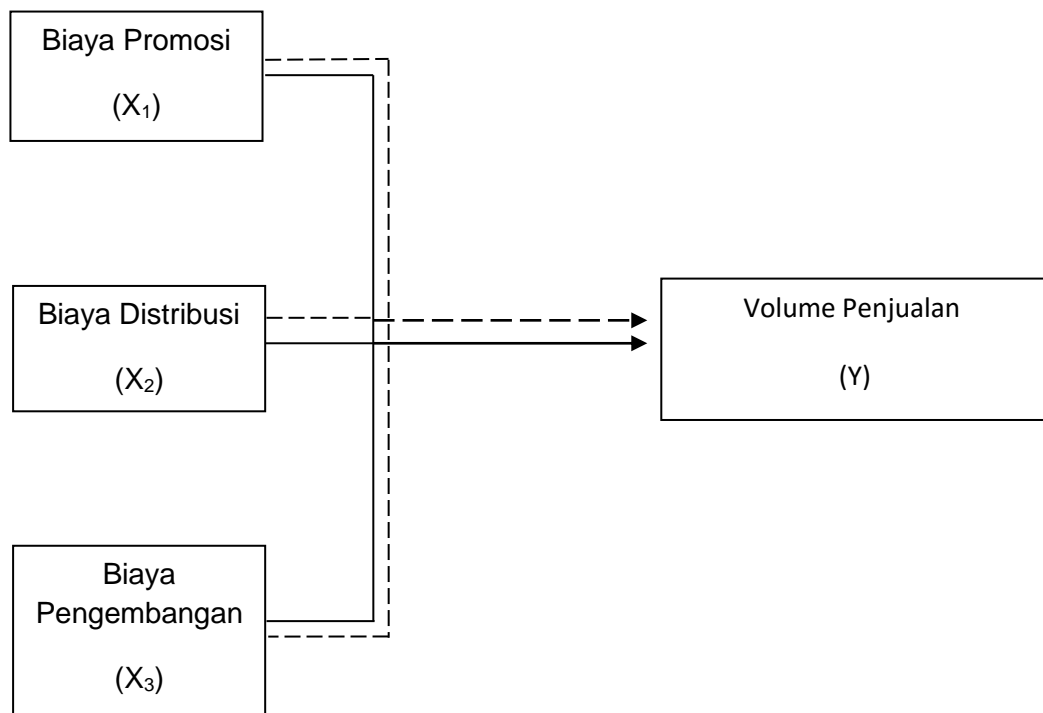 Biaya Promosi
(X₁)
Biaya Distribusi
(X₂)
Volume Penjualan
(Y)
Biaya
Pengembangan
(X₃)